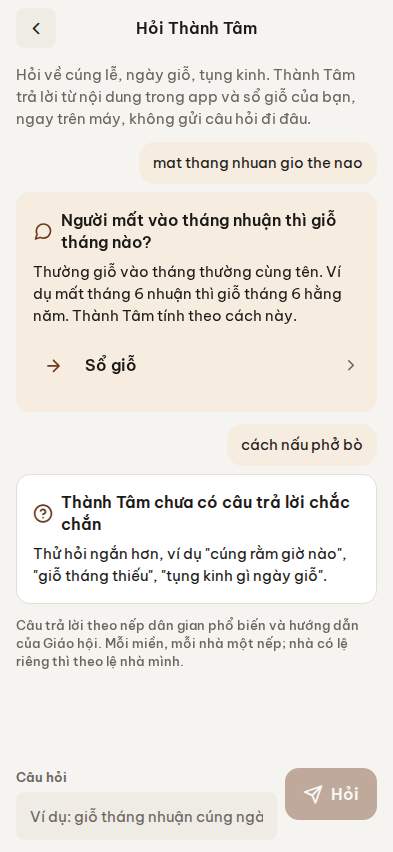 Hỏi Thành Tâm
Hỏi về cúng lễ, ngày giỗ, tụng kinh. Thành Tâm
trả lời từ nội dung trong app và sổ giỗ của bạn,
ngay trên máy, không gửi câu hỏi đi đâu.
mat thang nhuan gio the nao
Người mất vào tháng nhuận thì giỗ
tháng nào?
Thường giỗ vào tháng thường cùng tên. Ví
dụ mất tháng 6 nhuận thì giỗ tháng 6 hằng
năm. Thành Tâm tính theo cách này.
Sổ giỗ
cách nấu phở bò
Thành Tâm chưa có câu trả lời chắc
chắn
Thử hỏi ngắn hơn, ví dụ "cúng rằm giờ nào",
"giỗ tháng thiếu", "tụng kinh gì ngày giỗ".
Câu trả lời theo nếp dân gian phổ biến và hướng dẫn
của Giáo hội. Mỗi miền, mỗi nhà một nếp; nhà có lệ
riêng thì theo lệ nhà mình.
Câu hỏi
Ví dụ: giỗ tháng nhuận cúng ngà
Hỏi